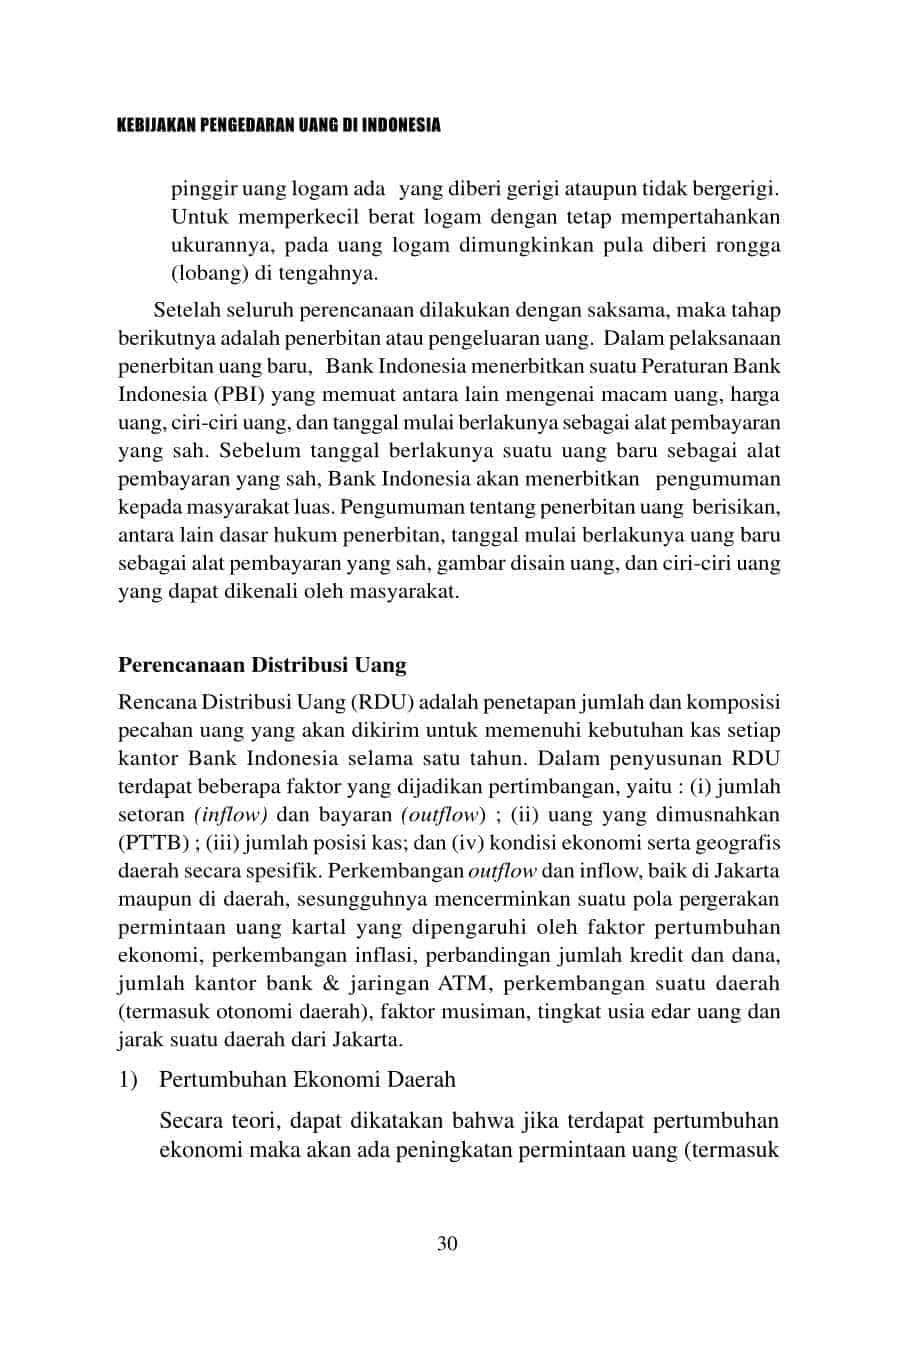 KEBIJAKAN PENGEDARAN UANG DI INDONESIA
pinggir uang logam ada yang diberi gerigi ataupun tidak bergerigi.
Untuk memperkecil berat logam dengan tetap mempertahankan
ukurannya, pada uang logam dimungkinkan pula diberi rongga
(lobang) di tengahnya.
Setelah seluruh perencanaan dilakukan dengan saksama, maka tahap
berikutnya adalah penerbitan atau pengeluaran uang. Dalam pelaksanaan
penerbitan uang baru, Bank Indonesia menerbitkan suatu Peraturan Bank
Indonesia (PBI) yang memuat antara lain mengenai macam uang, harga
uang, ciri-ciri uang, dan tanggal mulai berlakunya sebagai alat pembayaran
yang sah. Sebelum tanggal berlakunya suatu uang baru sebagai alat
pembayaran yang sah, Bank Indonesia akan menerbitkan pengumuman
kepada masyarakat luas. Pengumuman tentang penerbitan uang berisikan,
antara lain dasar hukum penerbitan, tanggal mulai berlakunya uang baru
sebagai alat pembayaran yang sah, gambar disain uang, dan ciri-ciri uang
yang dapat dikenali oleh masyarakat.
Perencanaan Distribusi Uang
Rencana Distribusi Uang (RDU) adalah penetapan jumlah dan komposisi
pecahan uang yang akan dikirim untuk memenuhi kebutuhan kas setiap
kantor Bank Indonesia selama satu tahun. Dalam penyusunan RDU
terdapat beberapa faktor yang dijadikan pertimbangan, yaitu : (i) jumlah
setoran (inflow) dan bayaran (outflow) ; (ii) uang yang dimusnahkan
(PTTB) ; (iii) jumlah posisi kas; dan (iv) kondisi ekonomi serta geografis
daerah secara spesifik. Perkembangan outflow dan inflow, baik di Jakarta
maupun di daerah, sesungguhnya mencerminkan suatu pola pergerakan
permintaan uang kartal yang dipengaruhi oleh faktor pertumbuhan
ekonomi, perkembangan inflasi, perbandingan jumlah kredit dan dana,
jumlah kantor bank & jaringan ATM, perkembangan suatu daerah
(termasuk otonomi daerah), faktor musiman, tingkat usia edar uang dan
jarak suatu daerah dari Jakarta.
1) Pertumbuhan Ekonomi Daerah
Secara teori, dapat dikatakan bahwa jika terdapat pertumbuhan
ekonomi maka akan ada peningkatan permintaan uang (termasuk
30